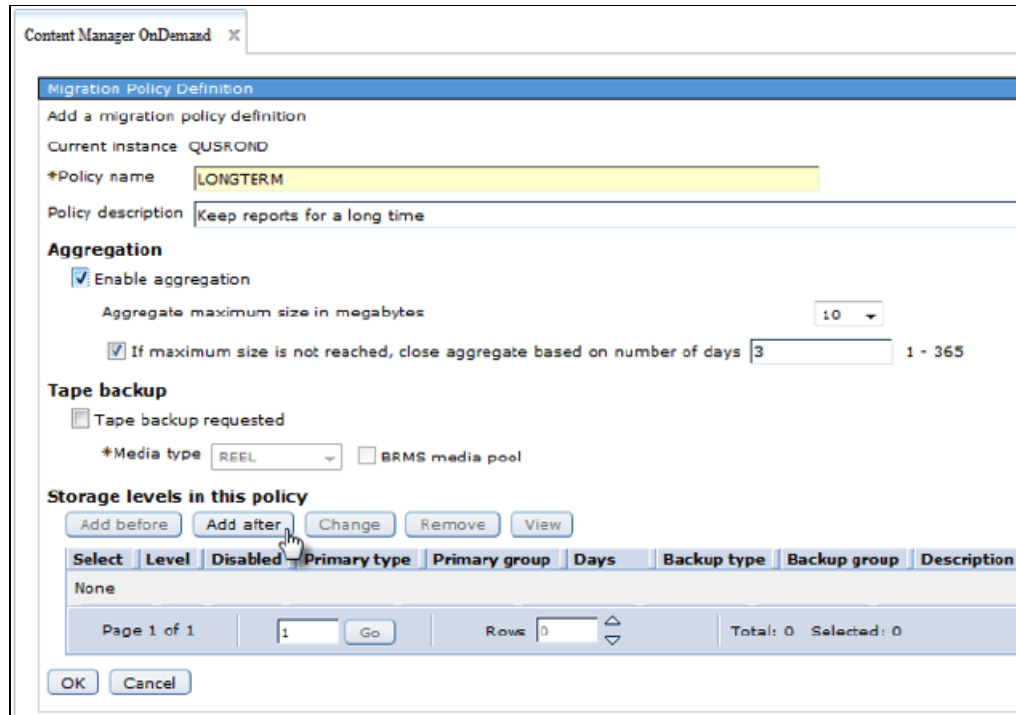 Content Manager OnDemand X
Migration Policy Definition
Add a migration policy definition
Current instance QUSROND
*Policy name LONGTERM
Policy description Keep reports for a long time
Aggregation
Enable aggregation
Aggregate maximum size in megabytes 10
If maximum size is not reached, close aggregate based on number of days 3 1 - 365
Tape backup
Tape backup requested
*Media type REEL BRMS media pool
Storage levels in this policy
Add before Add after Change Remove View
Select Level Disabled Primary type Primary group Days Backup type Backup group Description
None
Page 1 of 1 1 Go Rows 0 Total: 0 Selected: 0
OK Cancel